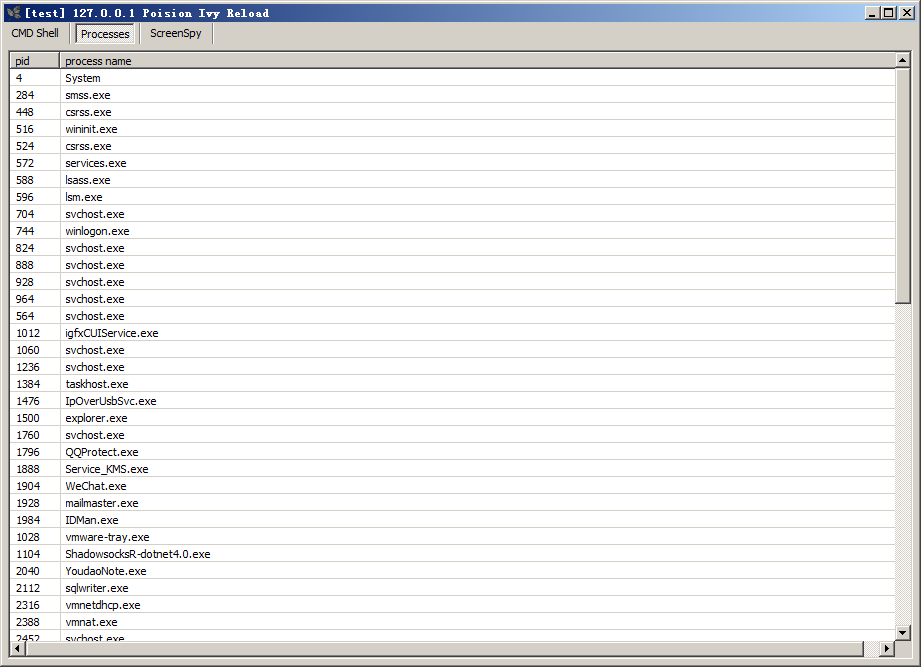 [test] 127.0.0.1 Poision Ivy Reload
CMD Shell Processes ScreenSpy
pid process name
4 System
284 smss.exe
448 csrss.exe
516 wininit.exe
524 csrss.exe
572 services.exe
588 lsass.exe
596 lsm.exe
704 svchost.exe
744 winlogon.exe
824 svchost.exe
888 svchost.exe
928 svchost.exe
964 svchost.exe
564 svchost.exe
1012 igfxCUIService.exe
1060 svchost.exe
1236 svchost.exe
1384 taskhost.exe
1476 IpOverUsbSvc.exe
1500 explorer.exe
1760 svchost.exe
1796 QQProtect.exe
1888 Service_KMS.exe
1904 WeChat.exe
1928 mailmaster.exe
1984 IDMan.exe
1028 vmware-tray.exe
1104 ShadowsocksR-dotnet4.0.exe
2040 YoudaoNote.exe
2112 sqlwriter.exe
2316 vmnetdhcp.exe
2388 vmnat.exe
2452 svchost.exe